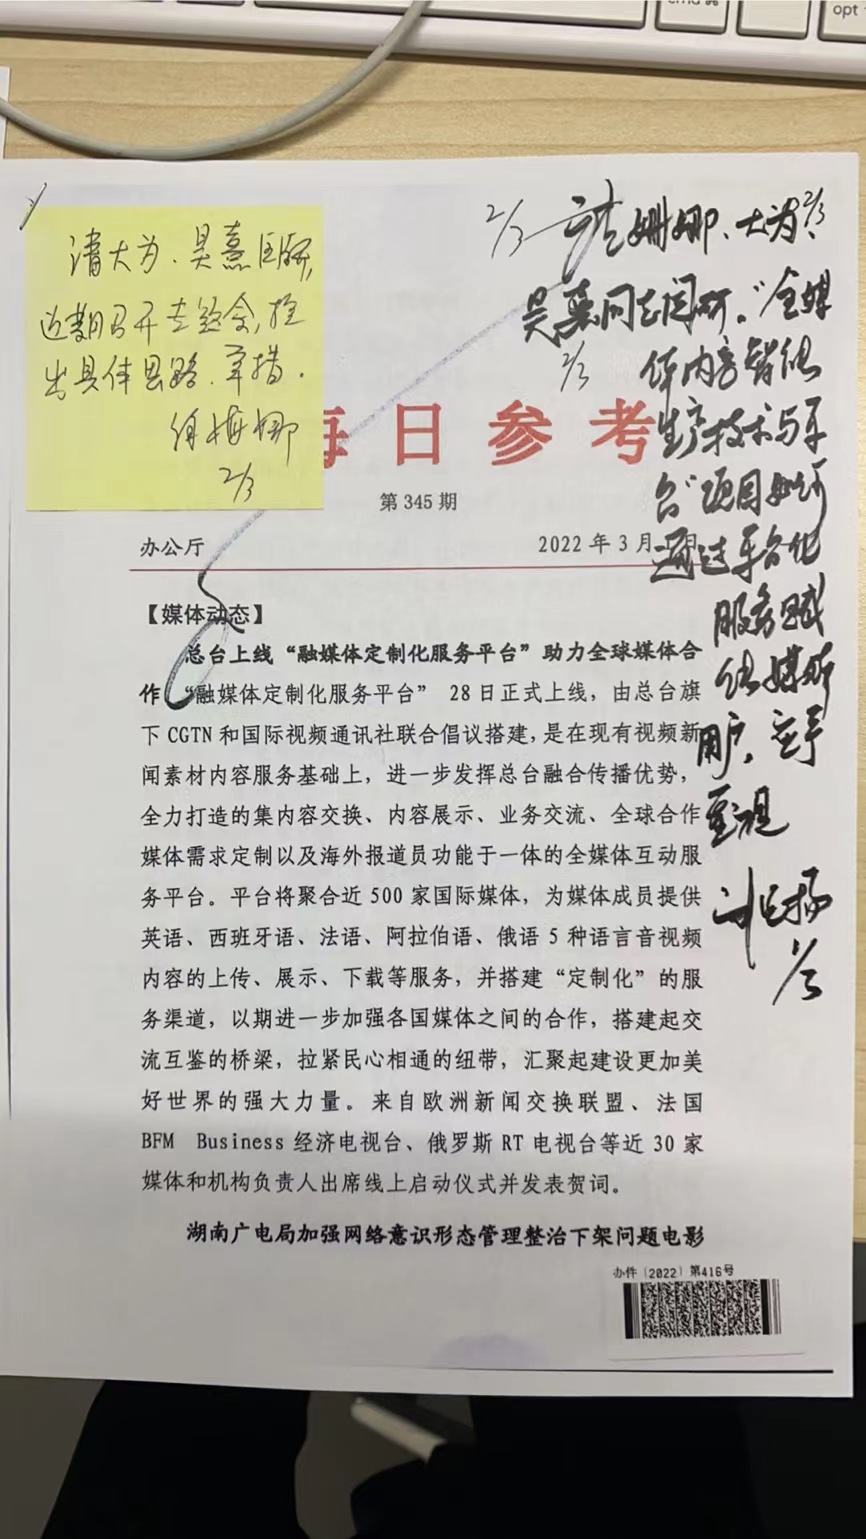 cmd ⌘
opt
请大为、吴熹
近期召开专题会,推
出具体思路、举措。
何姗娜
2/3
2/3
姗娜、大为、
2/3
吴熹同志阅研。"全媒
2/3
体内容智能
生产技术与平
台"项目如何
通过平台化
服务赋
能媒体
用户,应予
重视
1/3
每日参考
第 345 期
办公厅
2022 年 3 月
日
【媒体动态】
总台上线“融媒体定制化服务平台”助力全球媒体合
作 “融媒体定制化服务平台” 28 日正式上线,由总台旗
下 CGTN 和国际视频通讯社联合倡议搭建,是在现有视频新
闻素材内容服务基础上,进一步发挥总台融合传播优势,
全力打造的集内容交换、内容展示、业务交流、全球合作
媒体需求定制以及海外报道员功能于一体的全媒体互动服
务平台。平台将聚合近 500 家国际媒体,为媒体成员提供
英语、西班牙语、法语、阿拉伯语、俄语 5 种语言音视频
内容的上传、展示、下载等服务,并搭建“定制化”的服
务渠道,以期进一步加强各国媒体之间的合作,搭建起交
流互鉴的桥梁,拉紧民心相通的纽带,汇聚起建设更加美
好世界的强大力量。来自欧洲新闻交换联盟、法国
BFM Business 经济电视台、俄罗斯 RT 电视台等近 30 家
媒体和机构负责人出席线上启动仪式并发表贺词。
湖南广电局加强网络意识形态管理整治下架问题电影
办件(2022)第416号